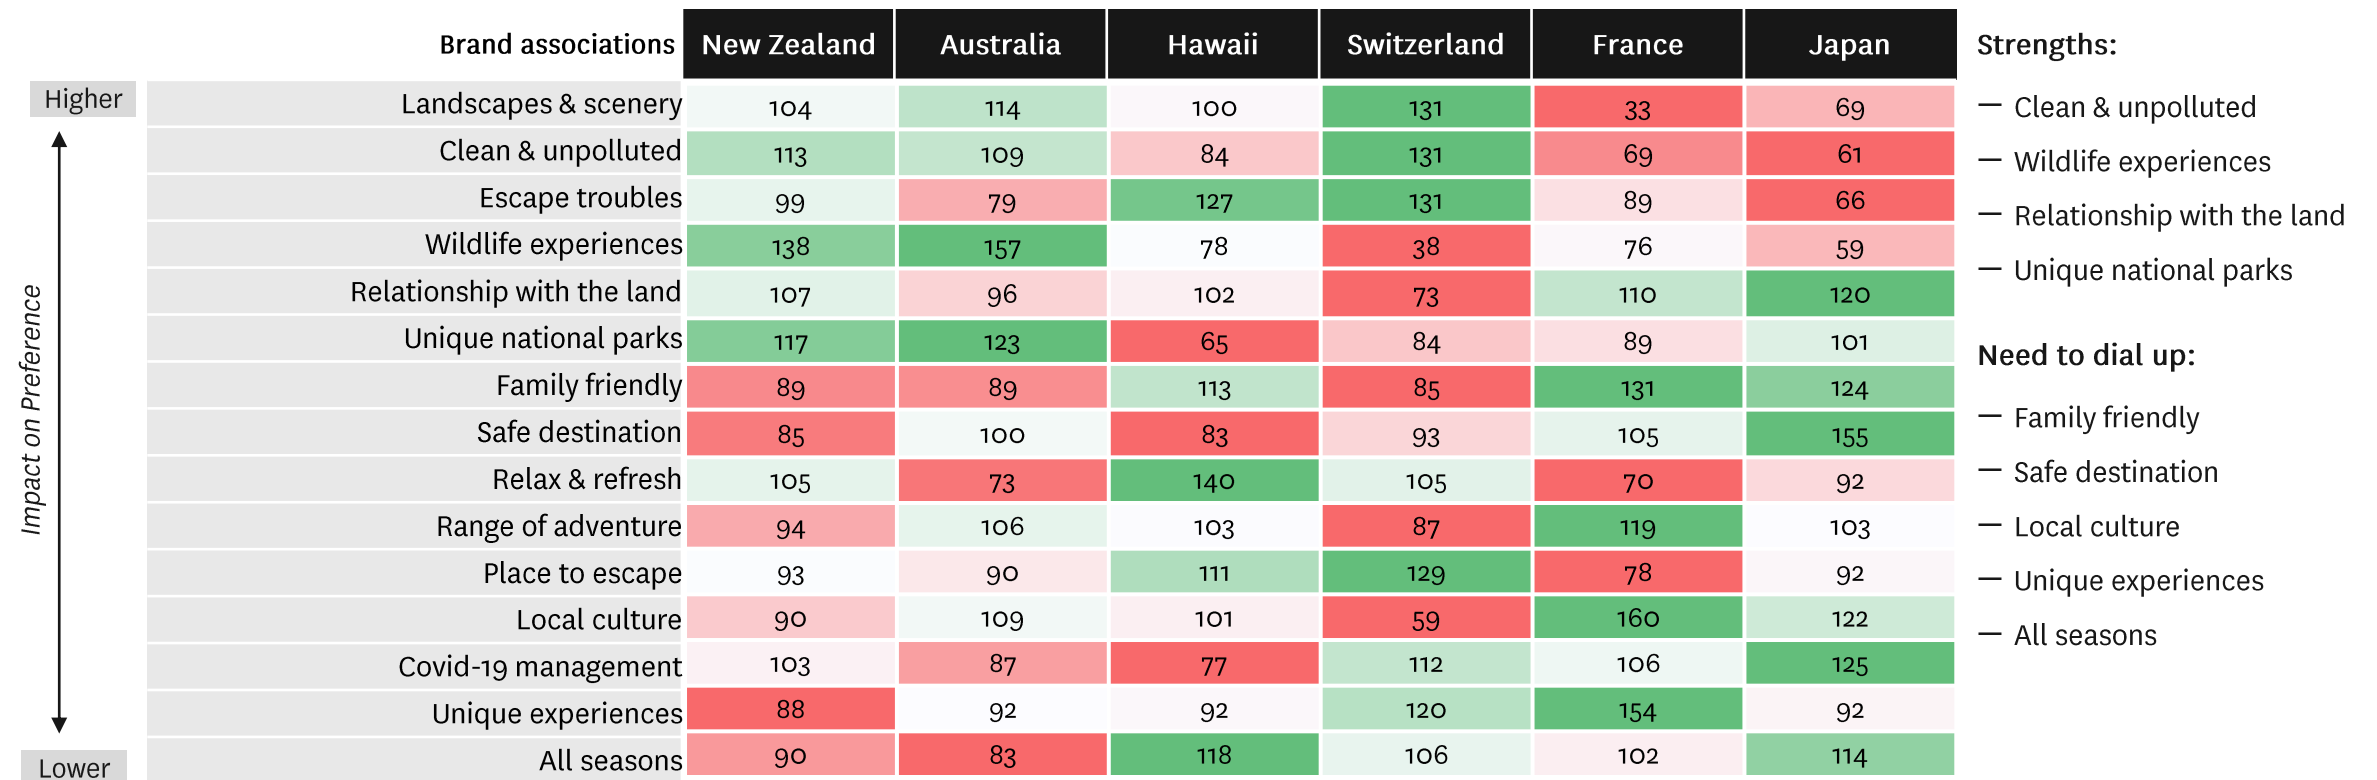 Brand associations New Zealand Australia Hawaii Switzerland France Japan Strengths:
Higher Landscapes & scenery 104 114 100 131 33 69 — Clean & unpolluted
Clean & unpolluted 113 109 84 131 69 61 — Wildlife experiences
Escape troubles 99 79 127 131 89 66 — Relationship with the land
Wildlife experiences 138 157 78 38 76 59 — Unique national parks
Relationship with the land 107 96 102 73 110 120
Unique national parks 117 123 65 84 89 101 Need to dial up:
Family friendly 89 89 113 85 131 124 — Family friendly
Safe destination 85 100 83 93 105 155 — Safe destination
Relax & refresh 105 73 140 105 70 92 — Local culture
Range of adventure 94 106 103 87 119 103 — Unique experiences
Place to escape 93 90 111 129 78 92 — All seasons
Local culture 90 109 101 59 160 122
Covid-19 management 103 87 77 112 106 125
Unique experiences 88 92 92 120 154 92
All seasons 90 83 118 106 102 114
Lower
Impact on Preference